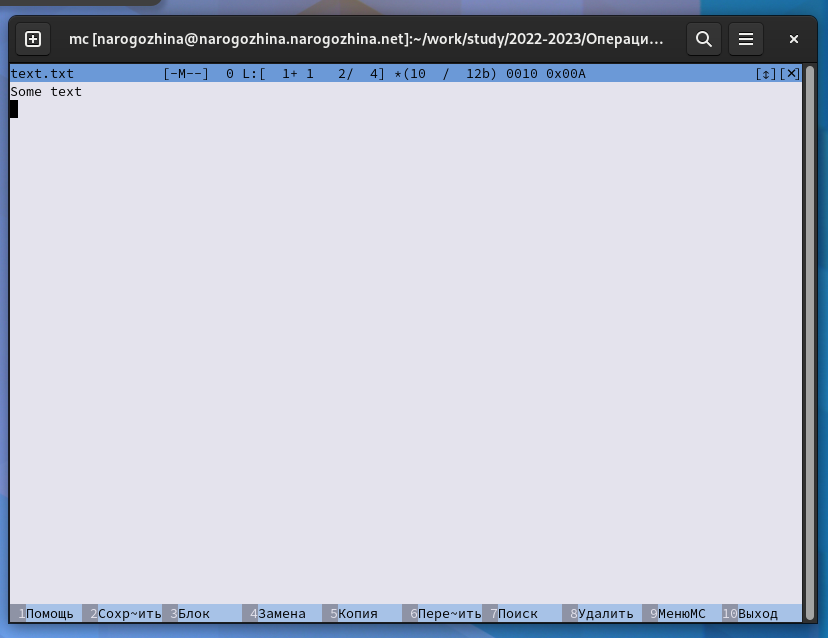 mc [narogozhina@narogozhina.narogozhina.net]:~/work/study/2022-2023/Операци...
text.txt [-M--] 0 L:[ 1+ 1 2/ 4] *(10 / 12b) 0010 0x00A [↕][×]
Some text
1Помощь 2Сохр~ить 3Блок 4Замена 5Копия 6Пере~ить 7Поиск 8Удалить 9МенюMC 10Выход